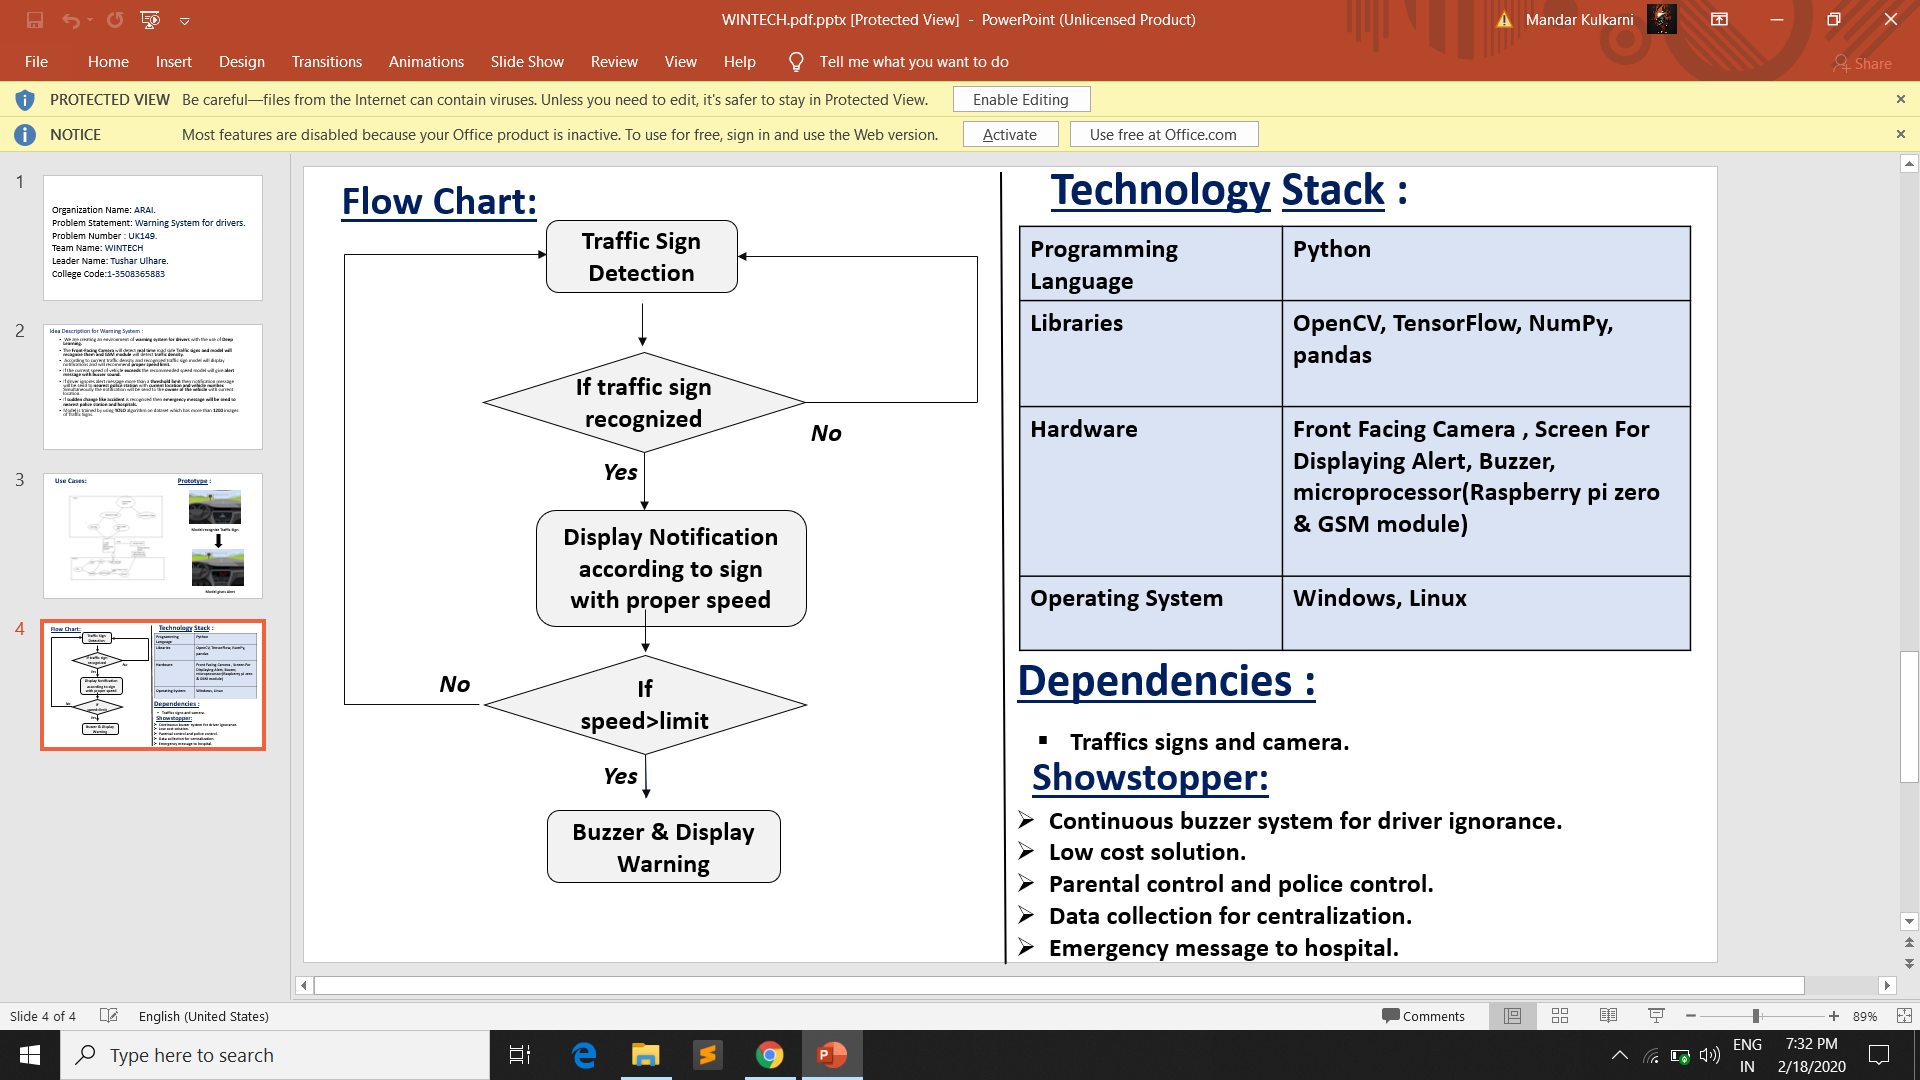 WINTECH.pdf.pptx [Protected View] - PowerPoint (Unlicensed Product)
Mandar Kulkarni
File Home Insert Design Transitions Animations Slide Show Review View Help Tell me what you want to do
Share
PROTECTED VIEW Be careful—files from the Internet can contain viruses. Unless you need to edit, it's safer to stay in Protected View. Enable Editing
NOTICE Most features are disabled because your Office product is inactive. To use for free, sign in and use the Web version. Activate Use free at Office.com
1
Organization Name: ARAI.
Problem Statement: Warning System for drivers.
Problem Number : UK149.
Team Name: WINTECH
Leader Name: Tushar Ulhare.
College Code:1-3508365883
2
Idea Description for Warning System :
3
Use Cases:
Prototype :
Model recognize Traffic Sign
Model gives Alert
4
Flow Chart:
Traffic Sign
Detection
If traffic sign
recognized
No
Yes
Display Notification
according to sign
with proper speed
No
If
speed>limit
Yes
Buzzer & Display
Warning
Technology Stack :
Programming
Language
Python
Libraries
OpenCV, TensorFlow, NumPy,
pandas
Hardware
Front Facing Camera , Screen For
Displaying Alert, Buzzer,
microprocessor(Raspberry pi zero
& GSM module)
Operating System
Windows, Linux
Dependencies :
Traffics signs and camera.
Showstopper:
Continuous buzzer system for driver ignorance.
Low cost solution.
Parental control and police control.
Data collection for centralization.
Emergency message to hospital.
Slide 4 of 4 English (United States)
Comments
89%
Type here to search
ENG
IN
7:32 PM
2/18/2020